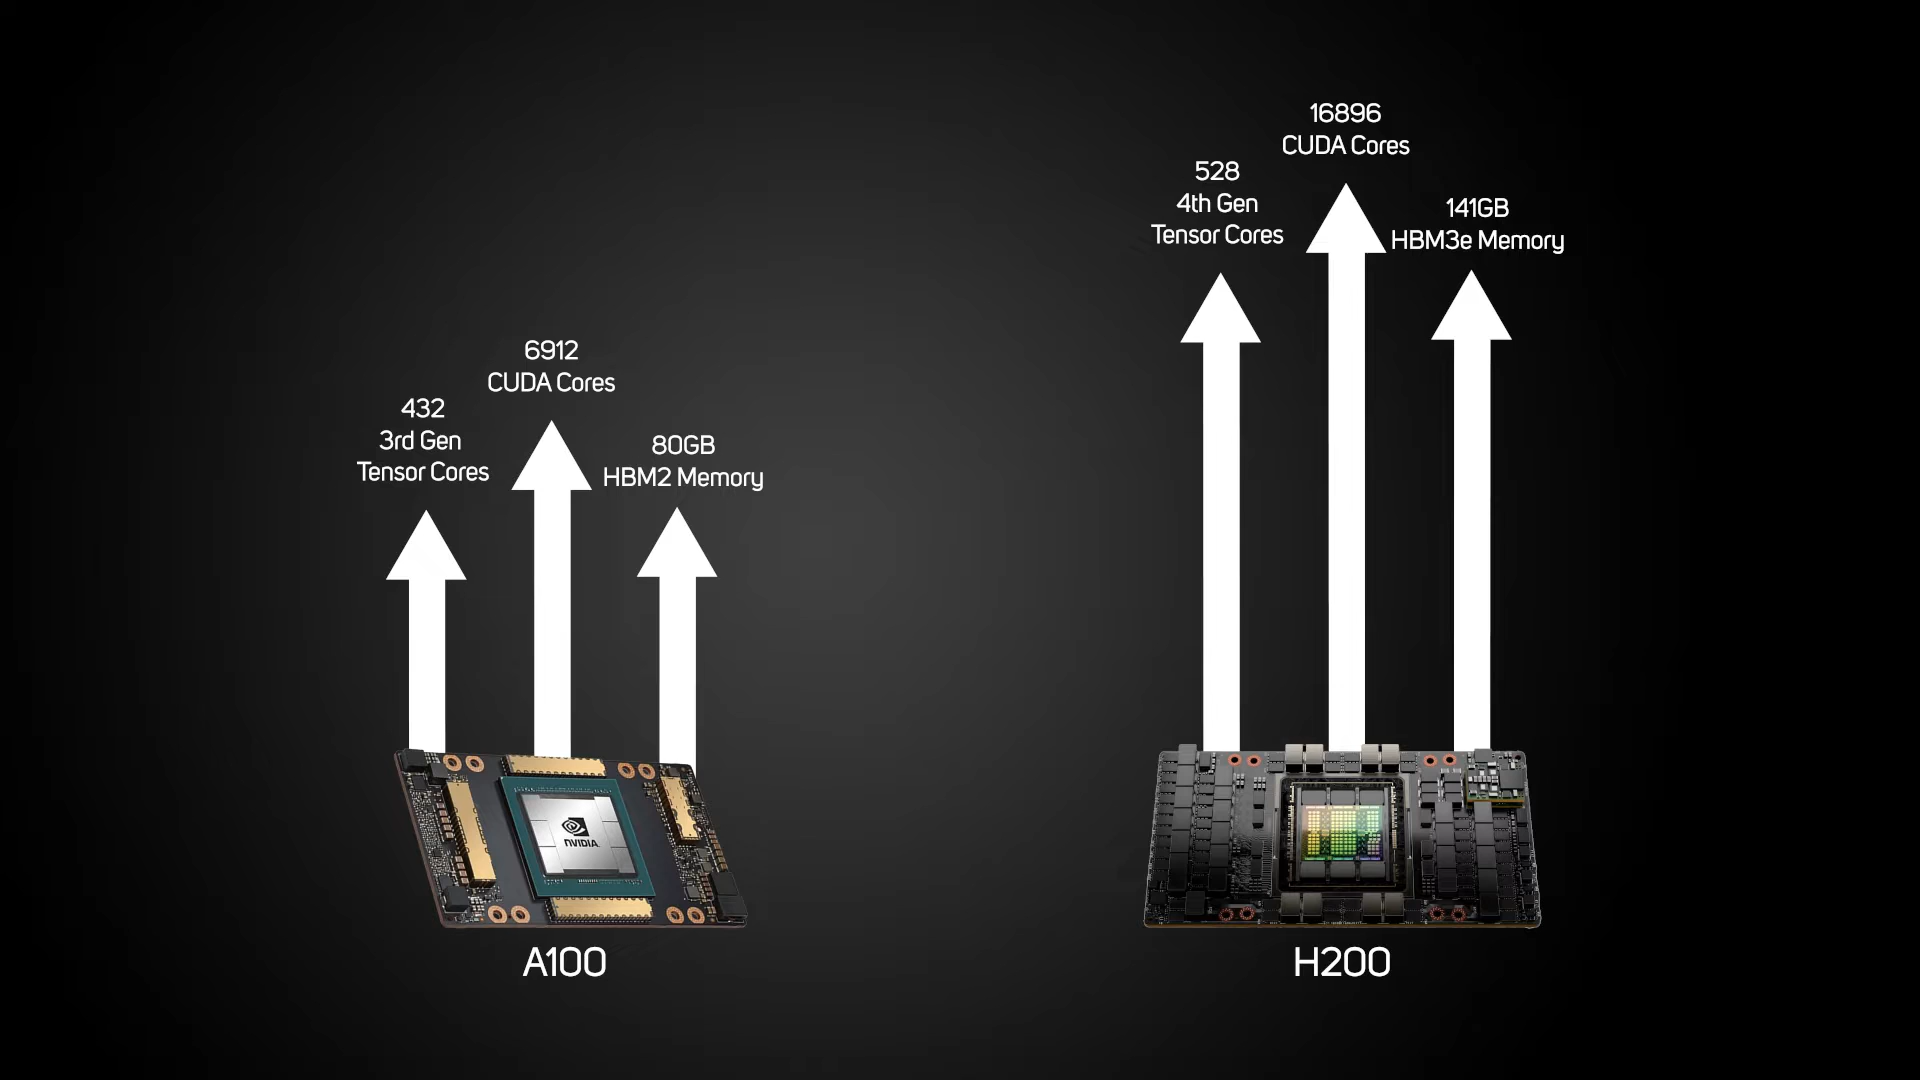 432
3rd Gen
Tensor Cores
6912
CUDA Cores
80GB
HBM2 Memory
NVIDIA
A100
528
4th Gen
Tensor Cores
16896
CUDA Cores
141GB
HBM3e Memory
H200